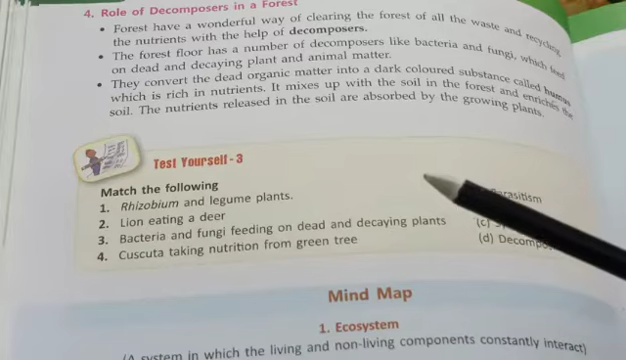 4. Role of Decomposers in a Forest
• Forest have a wonderful way of clearing the forest of all the waste and recycling
the nutrients with the help of decomposers.
• The forest floor has a number of decomposers like bacteria and fungi, which feed
on dead and decaying plant and animal matter.
• They convert the dead organic matter into a dark coloured substance called humus
which is rich in nutrients. It mixes up with the soil in the forest and enriches the
soil. The nutrients released in the soil are absorbed by the growing plants.
Test Yourself-3
Match the following
1. Rhizobium and legume plants.
2. Lion eating a deer
3. Bacteria and fungi feeding on dead and decaying plants (c)
4. Cuscuta taking nutrition from green tree (d)
Mind Map
1. Ecosystem
(A system in which the living and non-living components constantly interact)